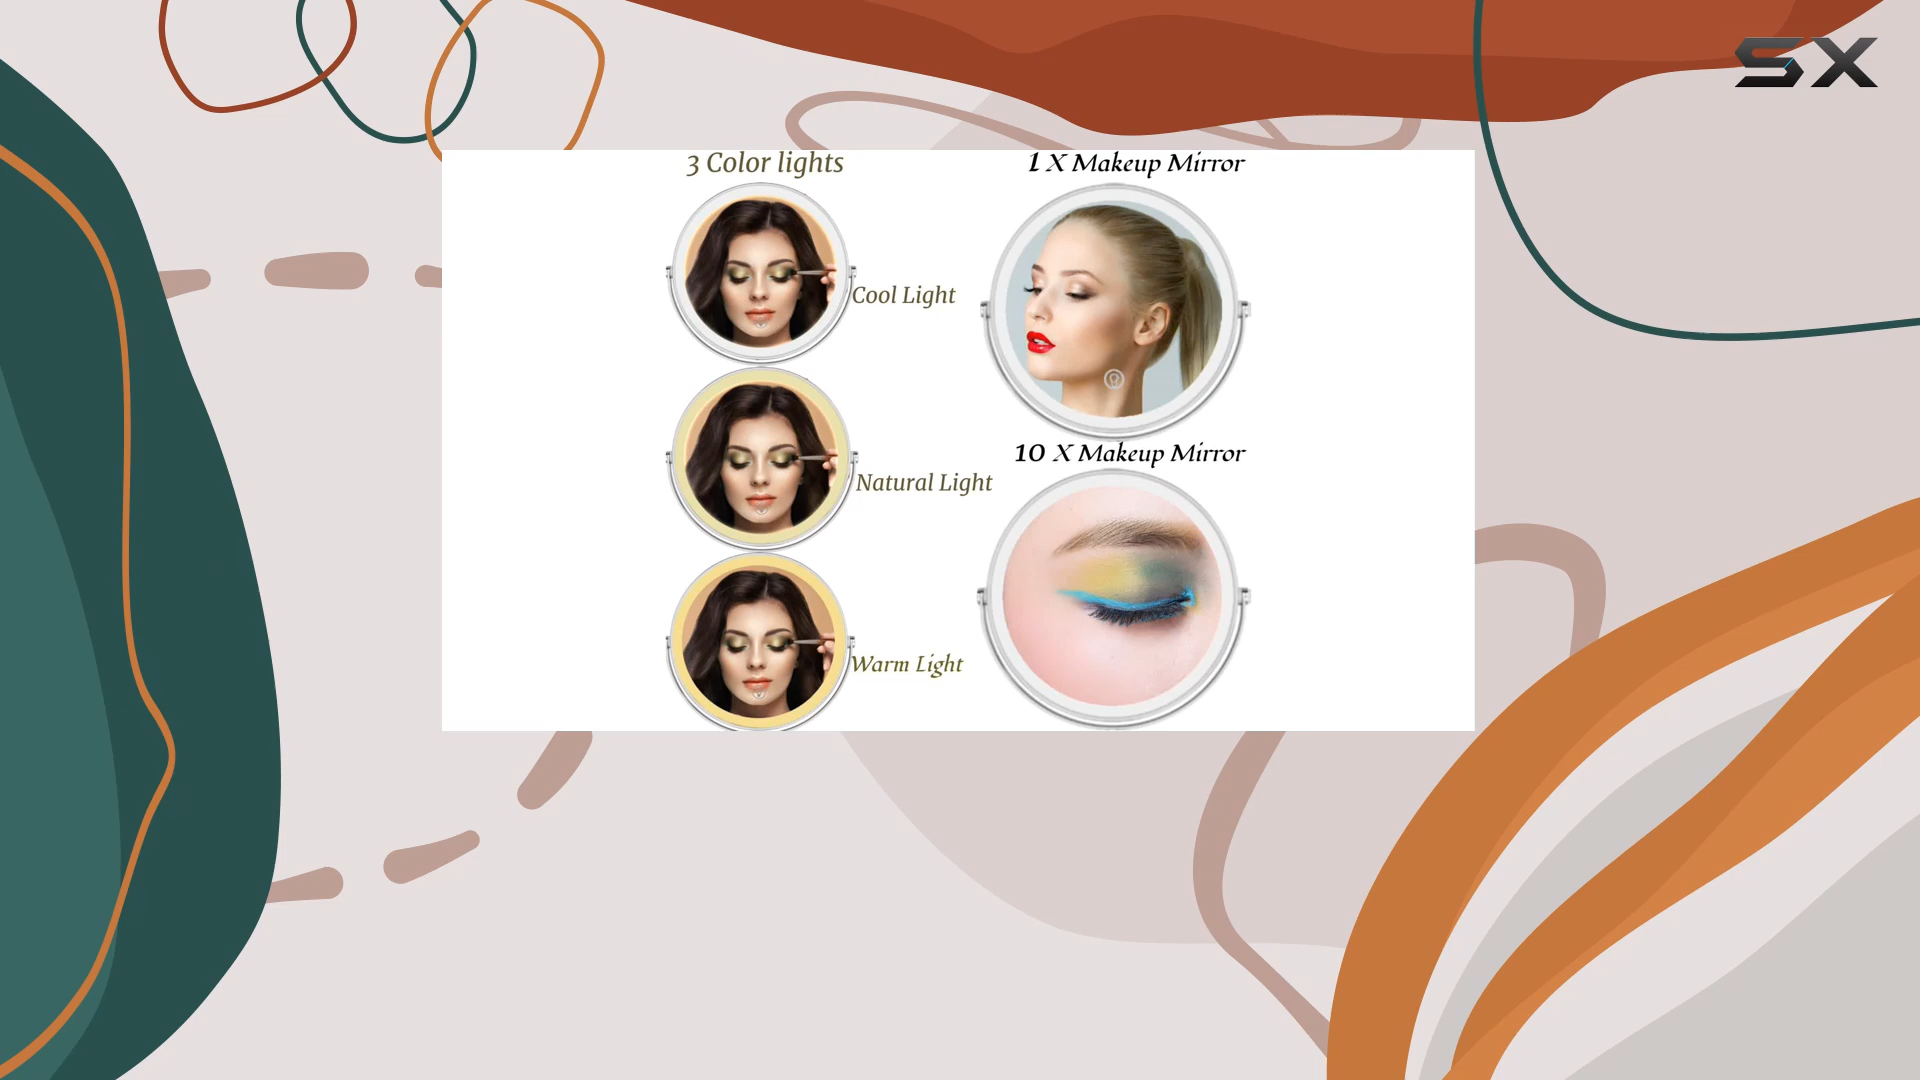 SX
3 Color lights
Cool Light
Natural Light
Warm Light
1 X Makeup Mirror
10 X Makeup Mirror